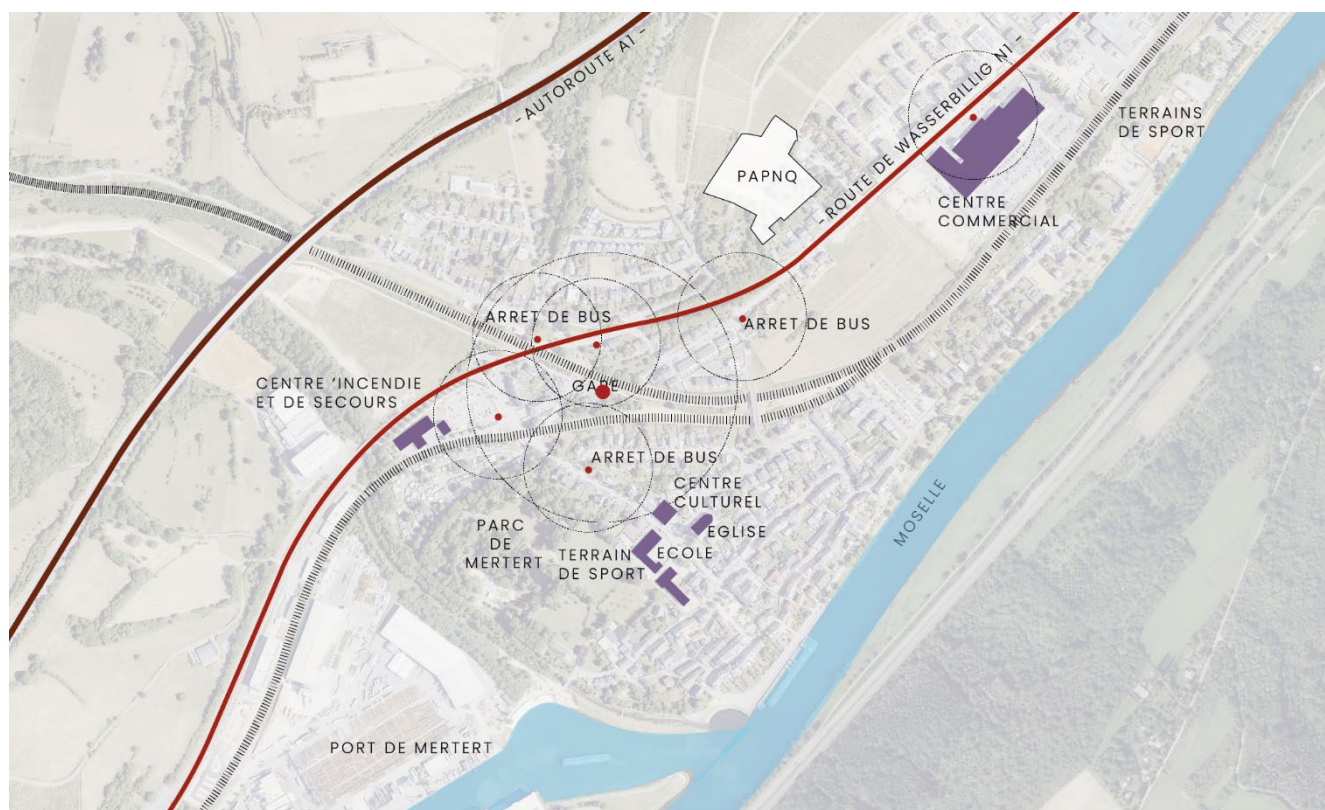 - AUTOROUTE A1 -
- ROUTE DE WASSERBILLIG N1 -
TERRAINS
DE SPORT
PAPNQ
CENTRE
COMMERCIAL
ARRET DE BUS
ARRET DE BUS
CENTRE 'INCENDIE
ET DE SECOURS
GARE
ARRET DE BUS
CENTRE
CULTUREL
EGLISE
PARC
DE
MERTERT
TERRAIN
DE SPORT
ECOLE
MOSELLE
PORT DE MERTERT